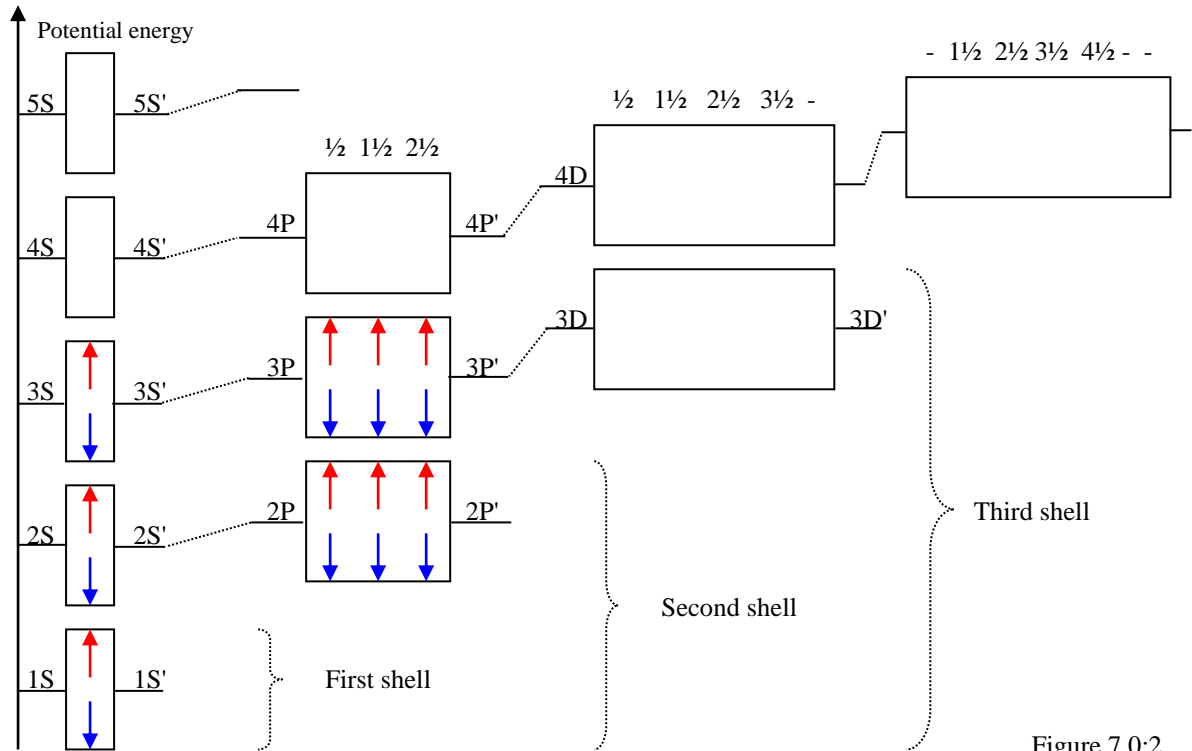 Potential energy
- 1½ 2½ 3½ 4½ - -
5S 5S' ½ 1½ 2½ 3½ -
½ 1½ 2½
4D
4S 4S' 4P 4P'
3D 3D'
3S 3S' 3P 3P'
2P 2P' Third shell
2S 2S'
Second shell
1S 1S' First shell
Figure 7.0:2